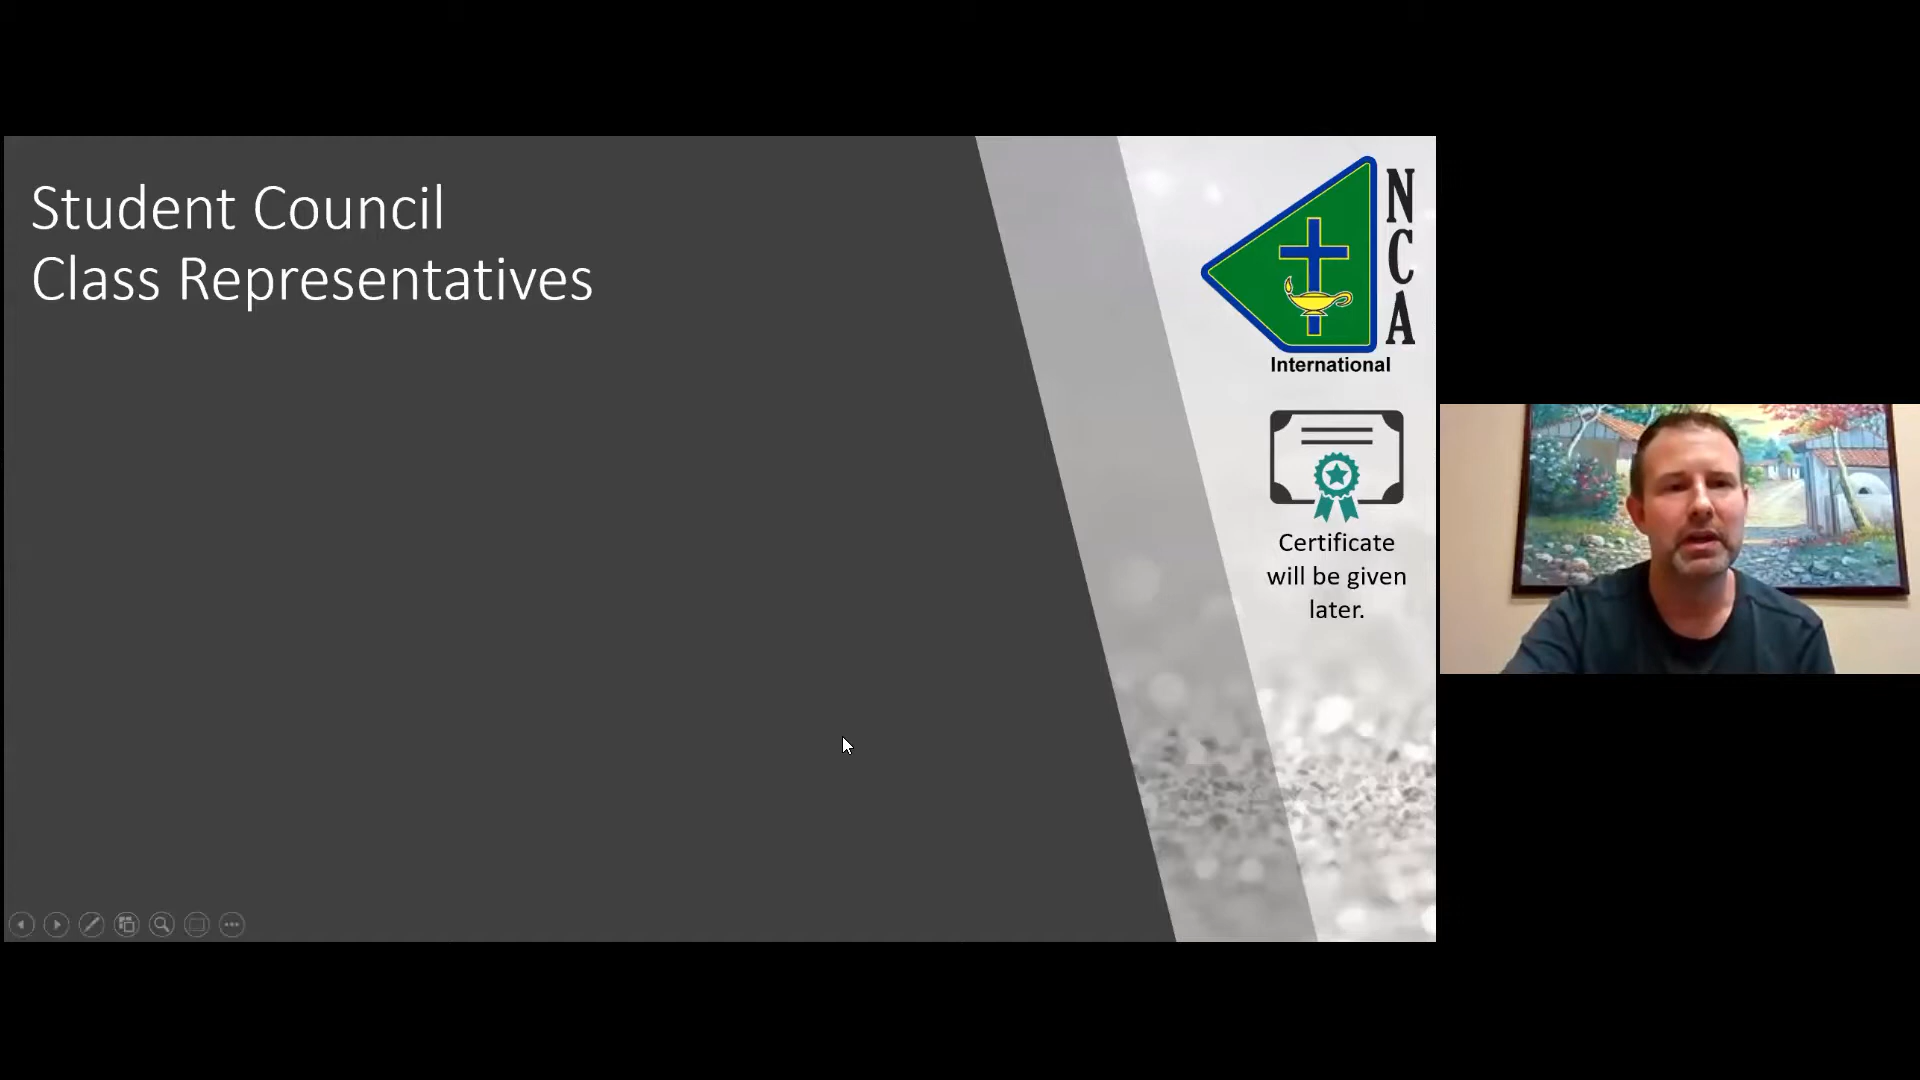 Student Council
Class Representatives
N
C
A
International
Certificate
will be given
later.